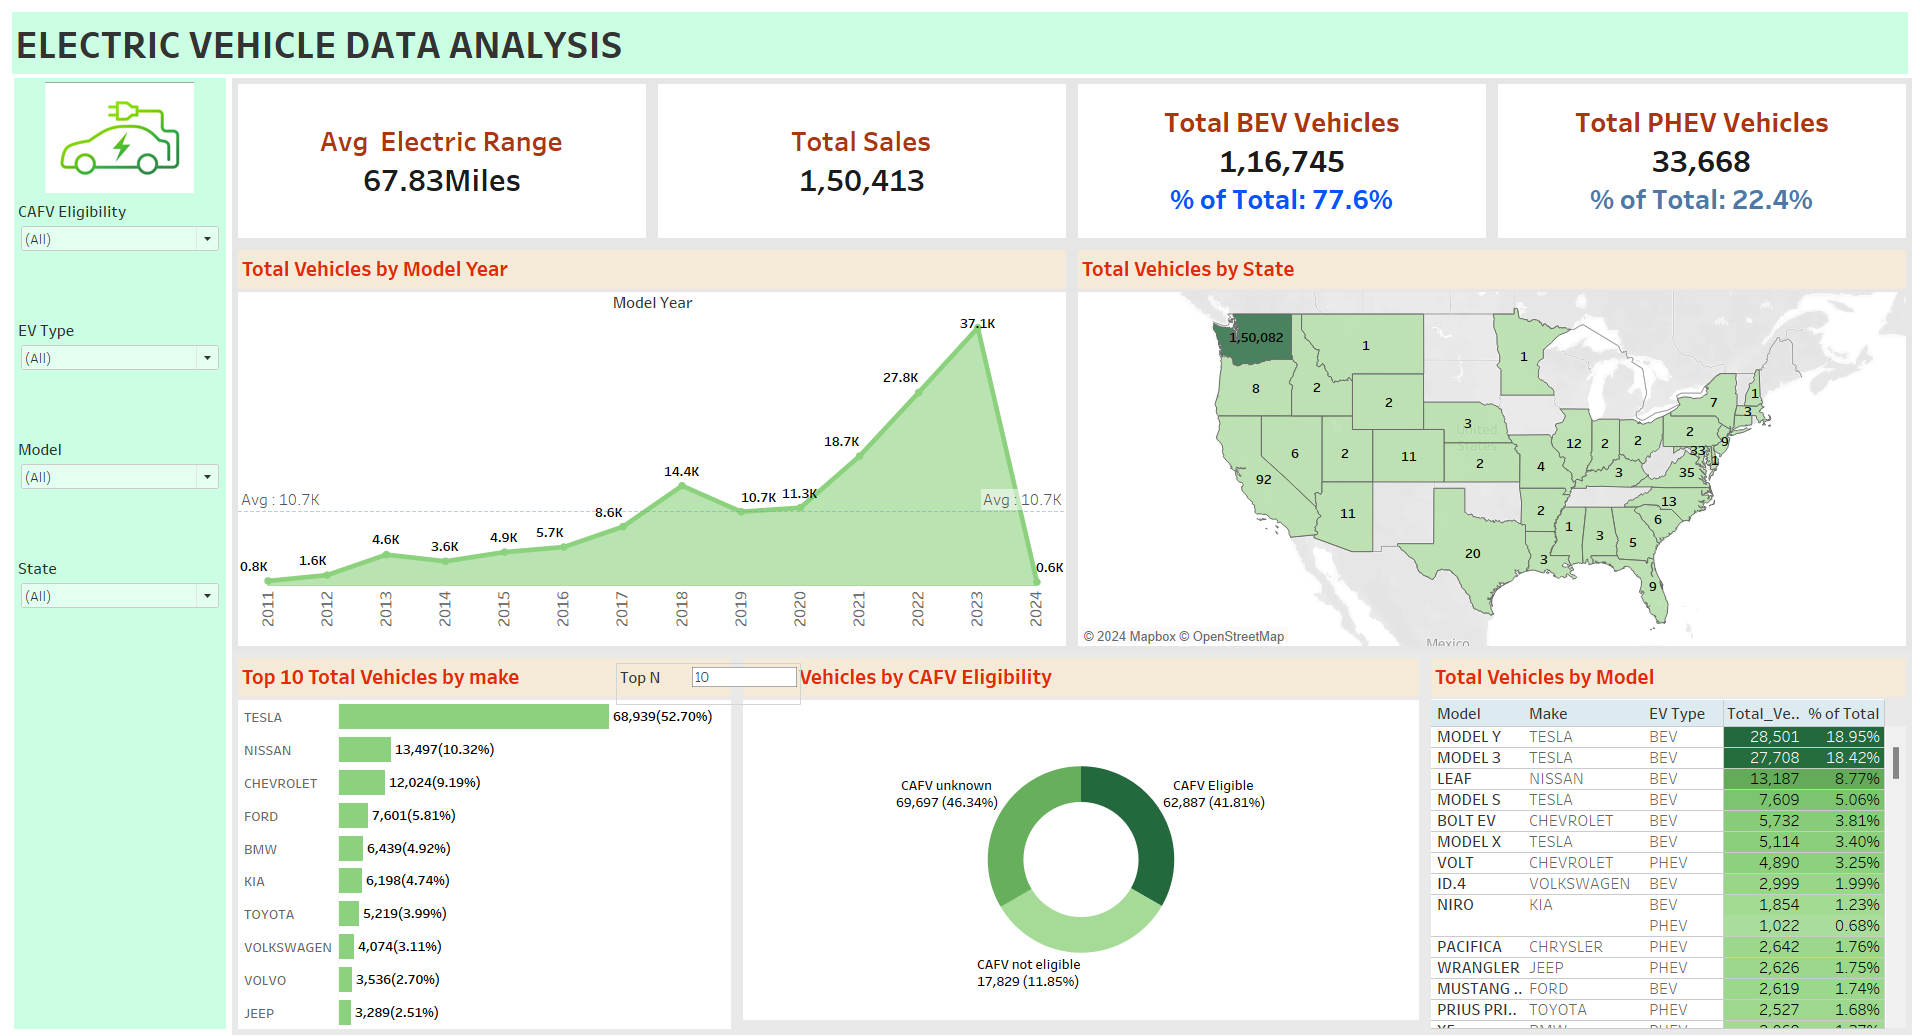 ELECTRIC VEHICLE DATA ANALYSIS
CAFV Eligibility
(All)
EV Type
(All)
Model
(All)
State
(All)
Avg  Electric Range
67.83Miles
Total Sales
1,50,413
Total BEV Vehicles
1,16,745
% of Total: 77.6%
Total PHEV Vehicles
33,668
% of Total: 22.4%
Total Vehicles by Model Year
Model Year
37.1K
27.8K
18.7K
14.4K
10.7K
11.3K
8.6K
5.7K
4.9K
3.6K
4.6K
1.6K
0.8K
0.6K
Avg : 10.7K
Avg : 10.7K
2011
2012
2013
2014
2015
2016
2017
2018
2019
2020
2021
2022
2023
2024
Total Vehicles by State
1,50,082
1
1
8
2
2
7
1
3
3
2
9
12
2
2
33
1
6
2
11
2
4
3
35
92
13
11
2
1
3
5
6
20
3
9
United States
Mexico
© 2024 Mapbox © OpenStreetMap
Top 10 Total Vehicles by make
Top N
10
TESLA 68,939(52.70%)
NISSAN 13,497(10.32%)
CHEVROLET 12,024(9.19%)
FORD 7,601(5.81%)
BMW 6,439(4.92%)
KIA 6,198(4.74%)
TOYOTA 5,219(3.99%)
VOLKSWAGEN 4,074(3.11%)
VOLVO 3,536(2.70%)
JEEP 3,289(2.51%)
Vehicles by CAFV Eligibility
CAFV unknown
69,697 (46.34%)
CAFV Eligible
62,887 (41.81%)
CAFV not eligible
17,829 (11.85%)
Total Vehicles by Model
Model Make EV Type Total_Ve.. % of Total
MODEL Y TESLA BEV 28,501 18.95%
MODEL 3 TESLA BEV 27,708 18.42%
LEAF NISSAN BEV 13,187 8.77%
MODEL S TESLA BEV 7,609 5.06%
BOLT EV CHEVROLET BEV 5,732 3.81%
MODEL X TESLA BEV 5,114 3.40%
VOLT CHEVROLET PHEV 4,890 3.25%
ID.4 VOLKSWAGEN BEV 2,999 1.99%
NIRO KIA BEV 1,854 1.23%
PHEV 1,022 0.68%
PACIFICA CHRYSLER PHEV 2,642 1.76%
WRANGLER JEEP PHEV 2,626 1.75%
MUSTANG .. FORD BEV 2,619 1.74%
PRIUS PRI.. TOYOTA PHEV 2,527 1.68%